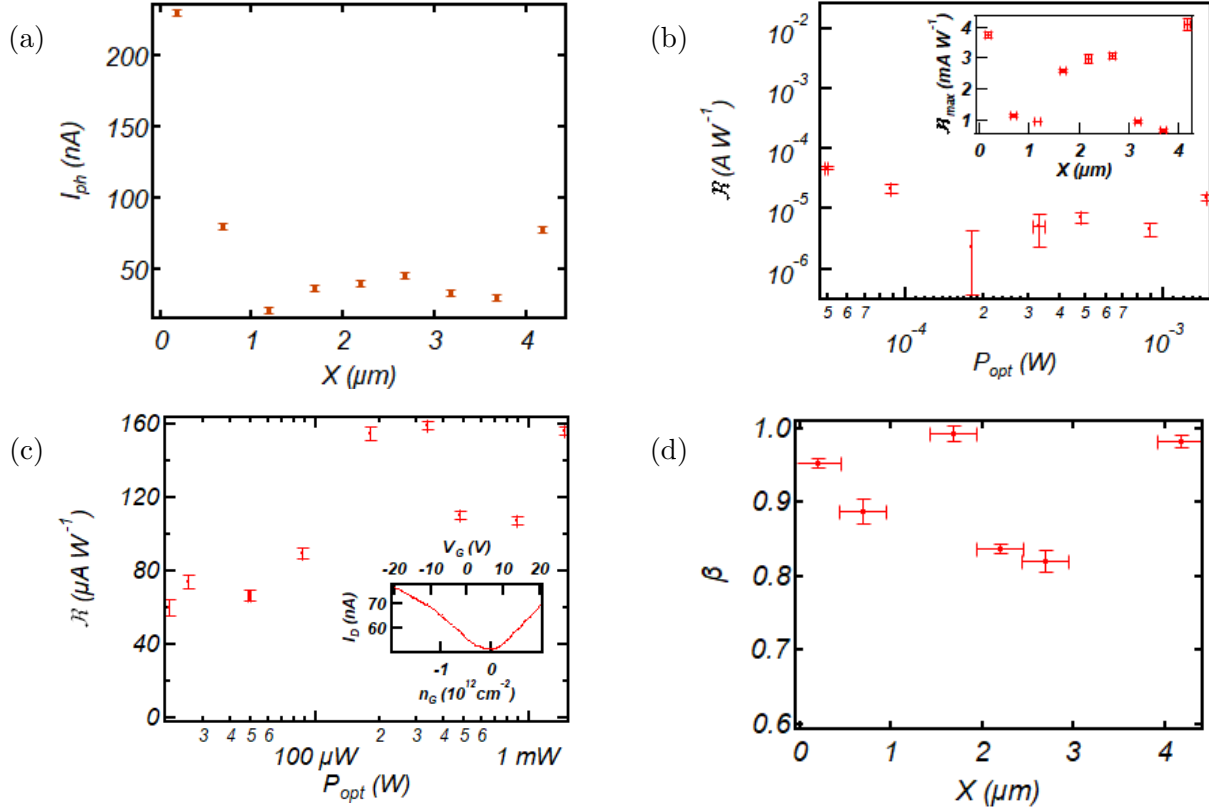 (a)
200
150
100
50
I_ph (nA)
0 1 2 3 4
X (µm)
(b)
10^-2
10^-3
10^-4
10^-5
10^-6
ℜ (A W^-1)
5 6 7 2 3 4 5 6 7
10^-4 10^-3
P_opt (W)
4
3
2
1
ℜ_max (mA W^-1)
0 1 2 3 4
X (µm)
(c)
160
120
80
40
0
ℜ (µA W^-1)
3 4 5 6 2 3 4 5 6
100 µW 1 mW
P_opt (W)
V_G (V)
-20 -10 0 10 20
70
60
I_D (nA)
-1 0
n_G (10^12 cm^-2)
(d)
1.0
0.9
0.8
0.7
0.6
β
0 1 2 3 4
X (µm)